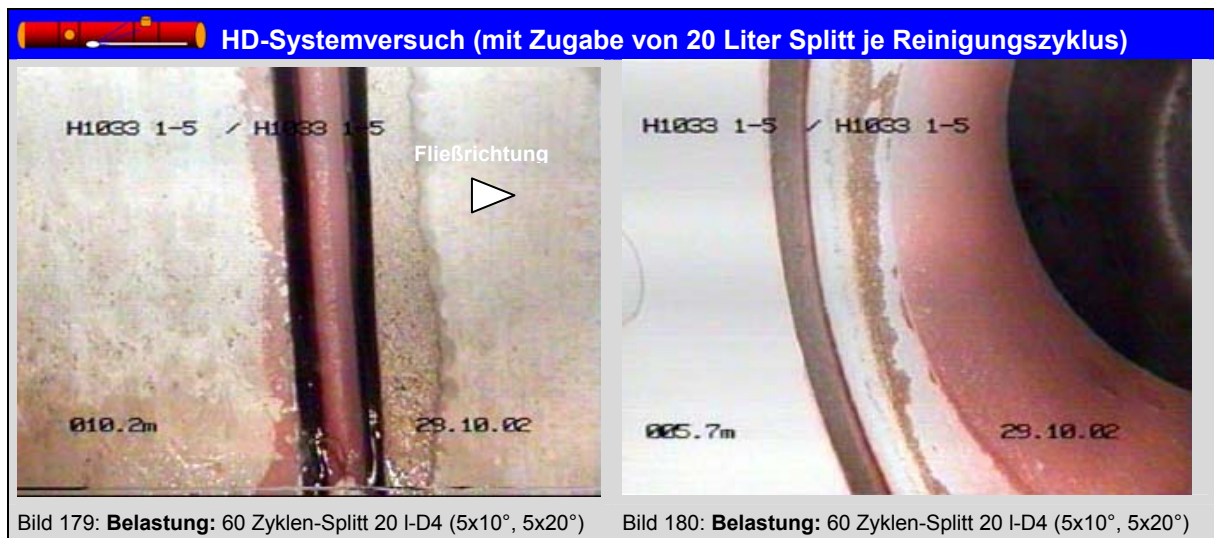 HD-Systemversuch (mit Zugabe von 20 Liter Splitt je Reinigungszyklus)
H1033 1-5 / H1033 1-5
Fließrichtung
010.2m
29.10.02
H1033 1-5 / H1033 1-5
005.7m
29.10.02
Bild 179: Belastung: 60 Zyklen-Splitt 20 l-D4 (5x10°, 5x20°)
Bild 180: Belastung: 60 Zyklen-Splitt 20 l-D4 (5x10°, 5x20°)